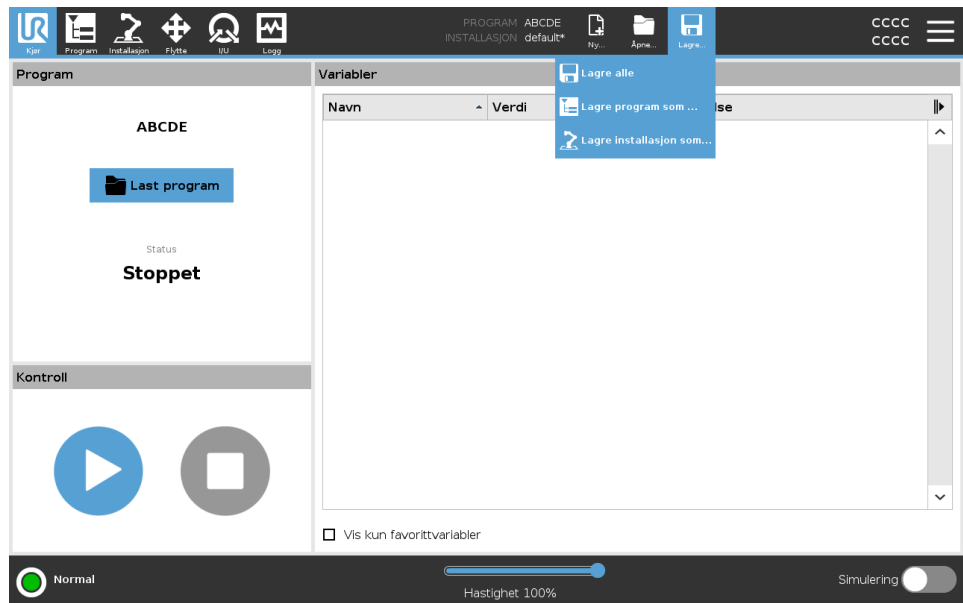 UR
Kjør
Program
Installasjon
Flytte
I/U
Logg
PROGRAM ABCDE
INSTALLASJON default*
Ny...
Åpne...
Lagre...
CCCC
CCCC
Lagre alle
Lagre program som ...
Lagre installasjon som...
Program
ABCDE
Last program
Status
Stoppet
Kontroll
Variabler
Navn
Verdi
lse
Vis kun favorittvariabler
Normal
Hastighet 100%
Simulering